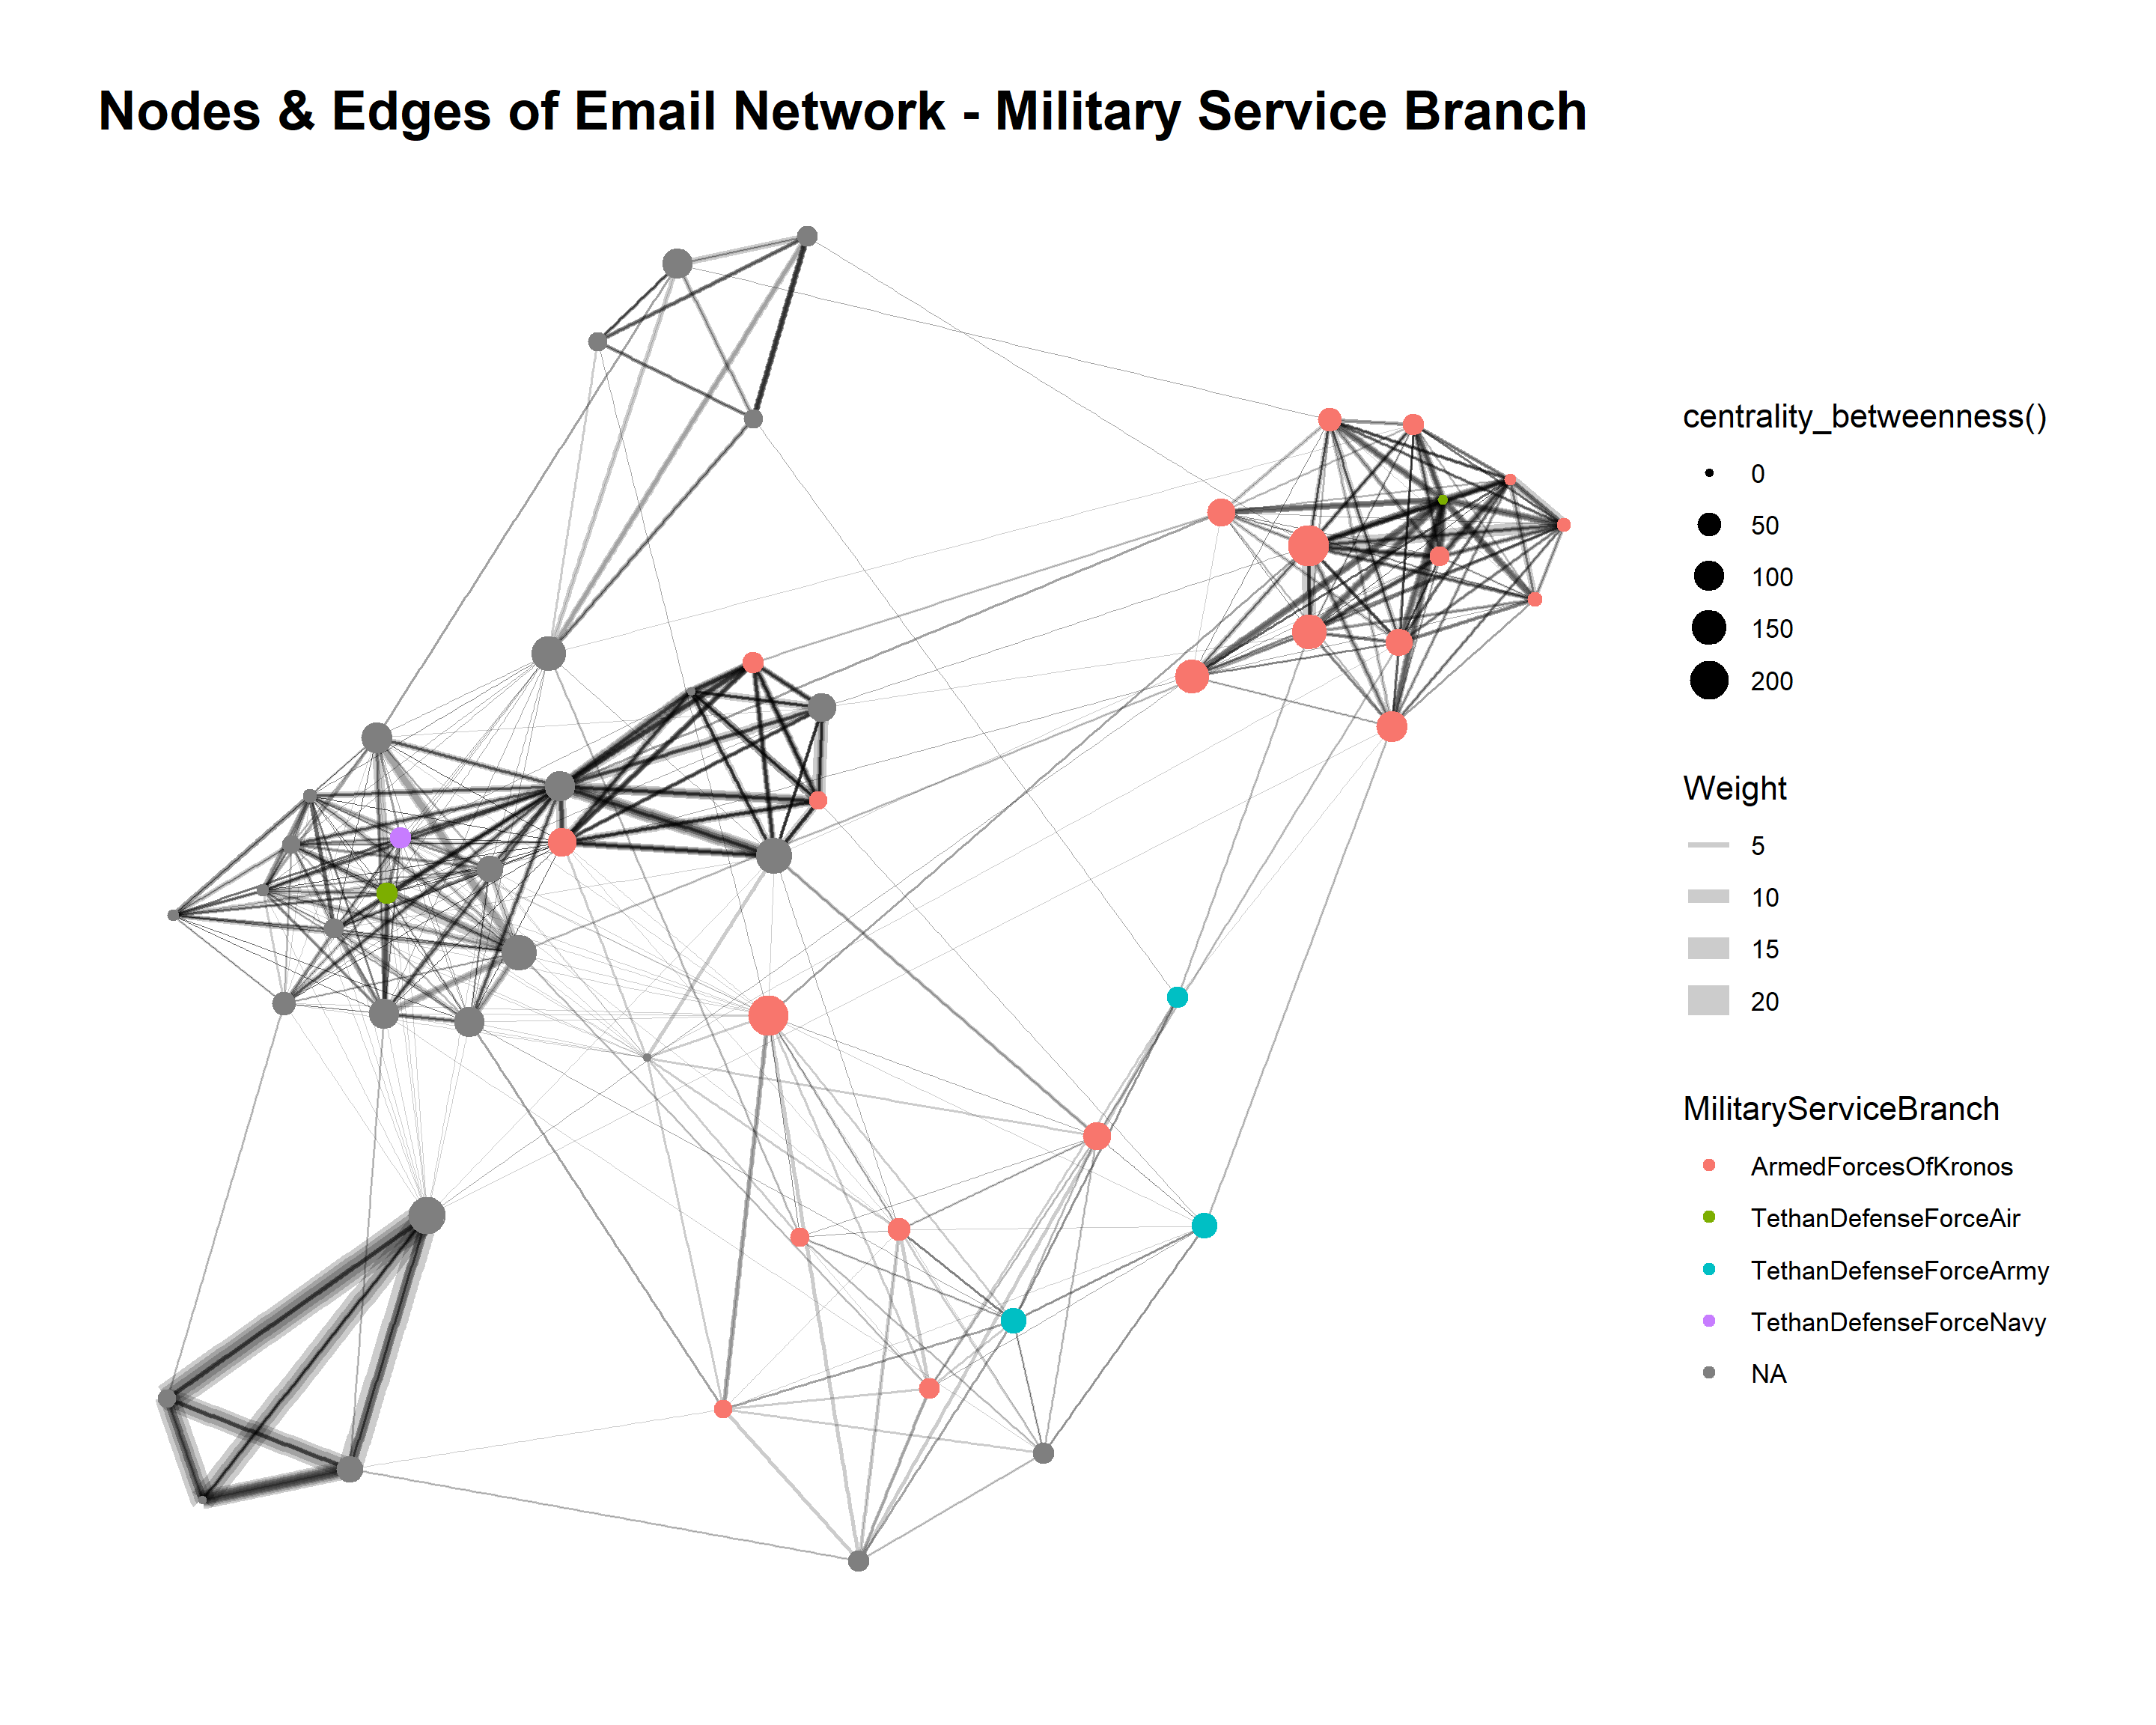 Nodes & Edges of Email Network - Military Service Branch
centrality_betweenness()
0
50
100
150
200
Weight
5
10
15
20
MilitaryServiceBranch
ArmedForcesOfKronos
TethanDefenseForceAir
TethanDefenseForceArmy
TethanDefenseForceNavy
NA